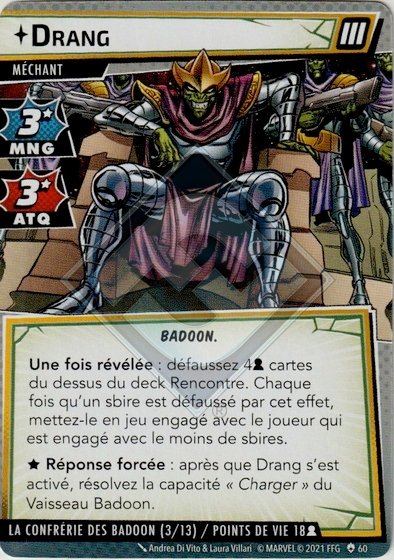 DRANG
III
MÉCHANT
3
MNG
3
ATQ
BADOON.
Une fois révélée : défaussez 4 cartes
du dessus du deck Rencontre. Chaque
fois qu'un sbire est défaussé par cet effet,
mettez-le en jeu engagé avec le joueur qui
est engagé avec le moins de sbires.
★ Réponse forcée : après que Drang s'est
activé, résolvez la capacité « Charger » du
Vaisseau Badoon.
LA CONFRÉRIE DES BADOON (3/13) / POINTS DE VIE 18
Andrea Di Vito & Laura Villari © MARVEL © 2021 FFG 60